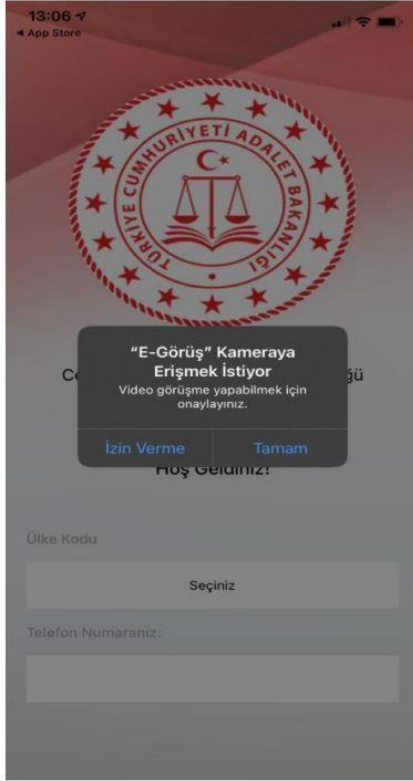 13:06
◀ App Store
TÜRKİYE CUMHURİYETİ ADALET BAKANLIĞI
"E-Görüş" Kameraya
Erişmek İstiyor
Video görüşme yapabilmek için
onaylayınız.
İzin Verme Tamam
Hoş Geldiniz!
Ülke Kodu
Seçiniz
Telefon Numaranız: